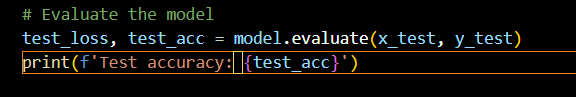 # Evaluate the model
test_loss, test_acc = model.evaluate(x_test, y_test)
print(f'Test accuracy: {test_acc}')